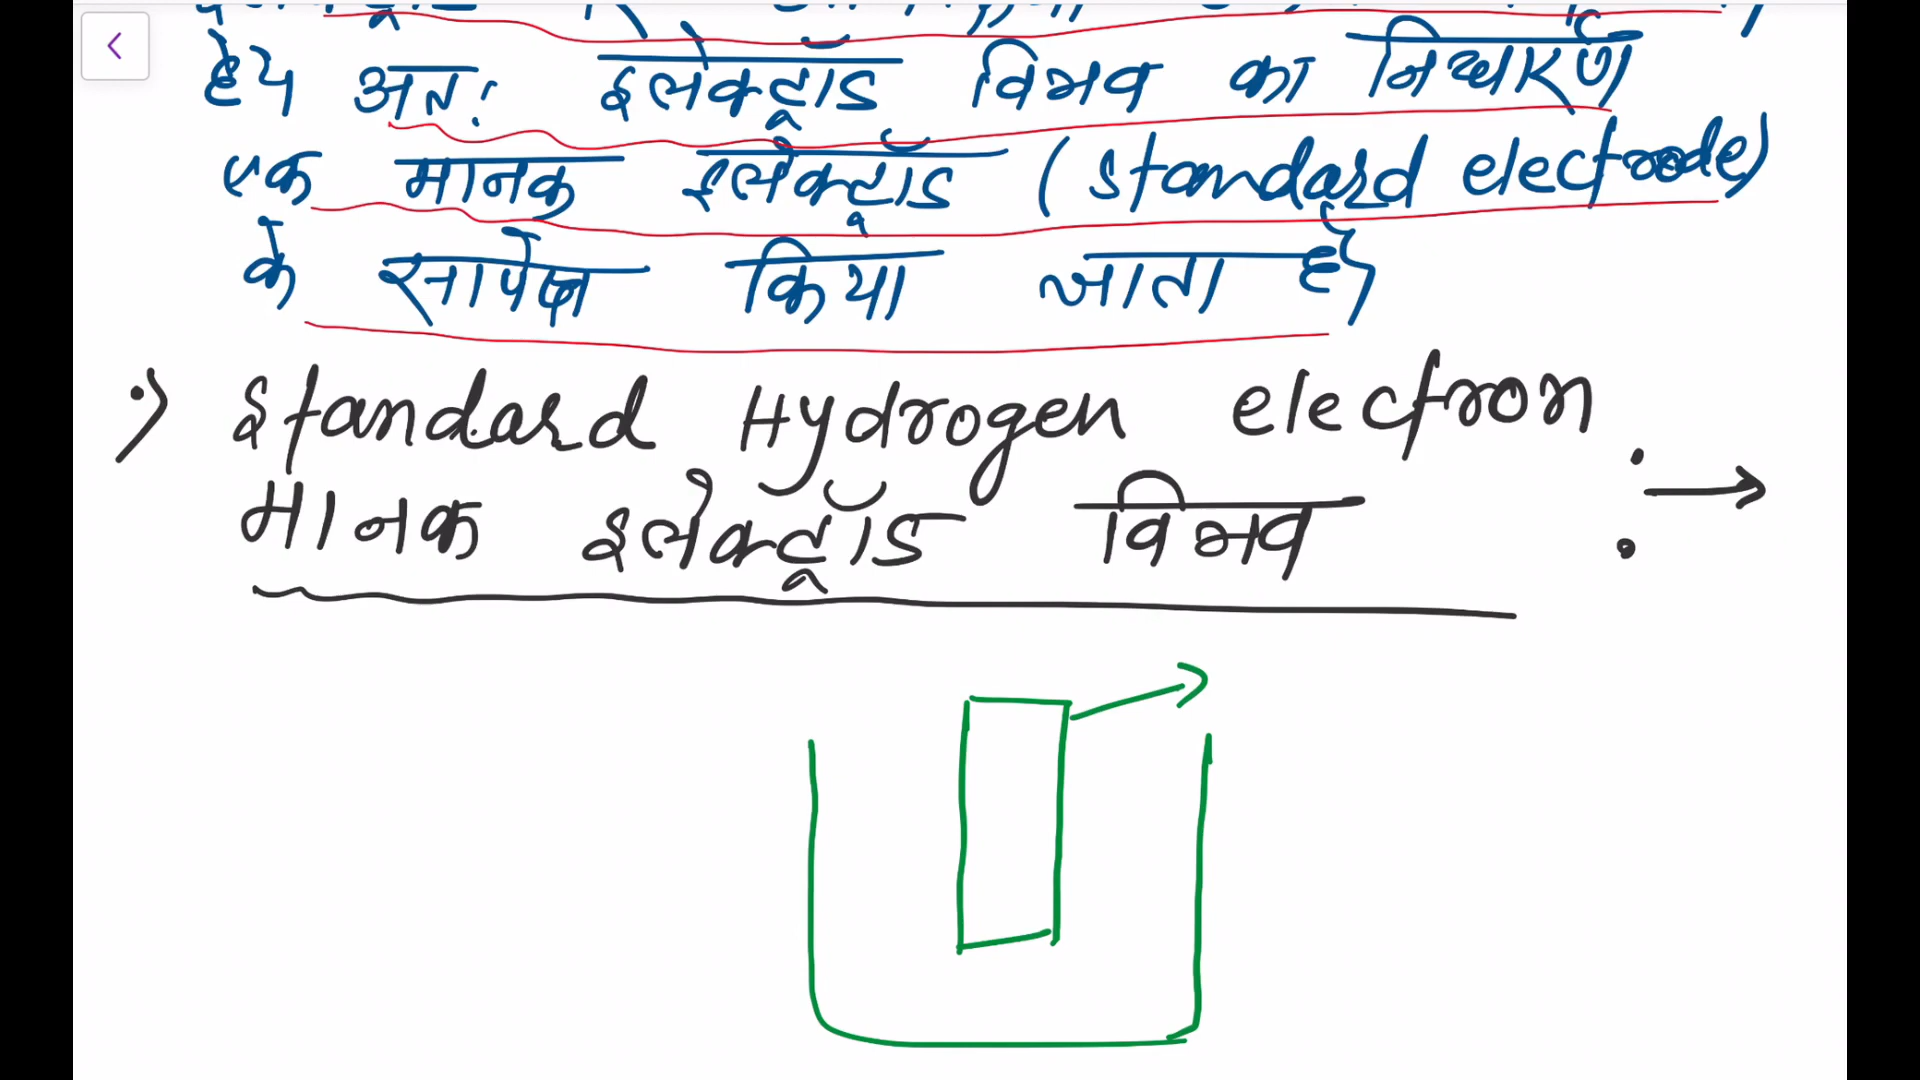 हेय अतः इलेक्ट्रॉड विभव का निर्धारण
एक मानक इलेक्ट्रॉड (standard electrode)
के सापेक्ष किया जाता है
Standard Hydrogen electron
मानक इलेक्ट्रॉड विभव :→